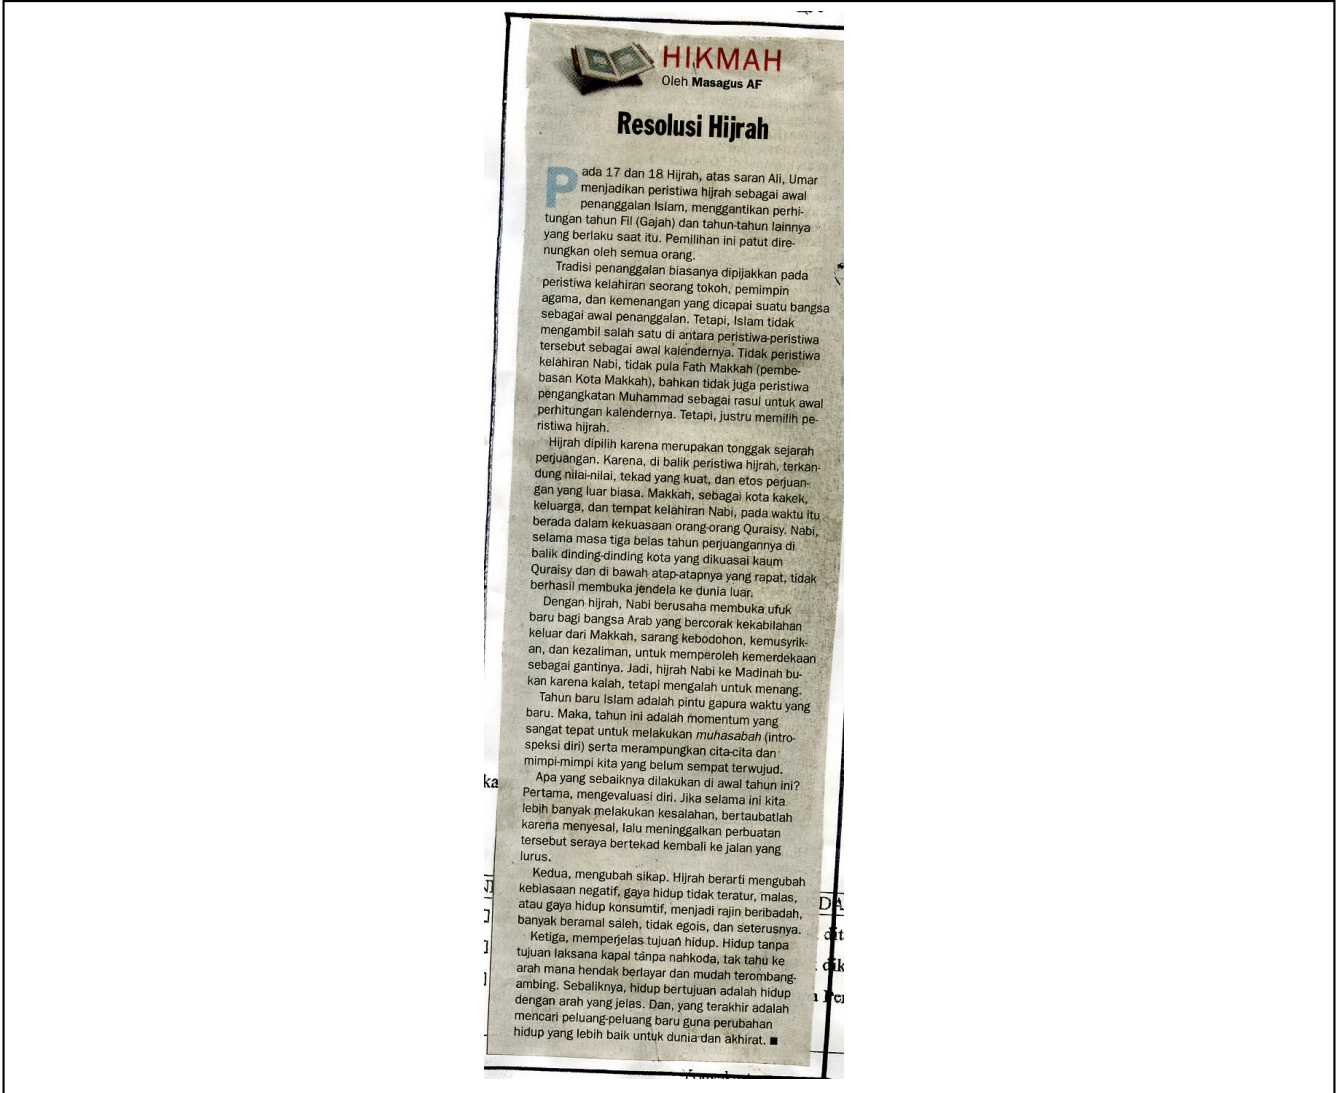 HIKMAH
Oleh Masagus AF
Resolusi Hijrah
Pada 17 dan 18 Hijrah, atas saran Ali, Umar
menjadikan peristiwa hijrah sebagai awal
penanggalan Islam, menggantikan perhi-
tungan tahun Fil (Gajah) dan tahun-tahun lainnya
yang berlaku saat itu. Pemilihan ini patut dire-
nungkan oleh semua orang.
Tradisi penanggalan biasanya dipijakkan pada
peristiwa kelahiran seorang tokoh, pemimpin
agama, dan kemenangan yang dicapai suatu bangsa
sebagai awal penanggalan. Tetapi, Islam tidak
mengambil salah satu di antara peristiwa-peristiwa
tersebut sebagai awal kalendernya. Tidak peristiwa
kelahiran Nabi, tidak pula Fath Makkah (pembe-
basan Kota Makkah), bahkan tidak juga peristiwa
pengangkatan Muhammad sebagai rasul untuk awal
perhitungan kalendernya. Tetapi, justru memilih pe-
ristiwa hijrah.
Hijrah dipilih karena merupakan tonggak sejarah
perjuangan. Karena, di balik peristiwa hijrah, terkan-
dung nilai-nilai, tekad yang kuat, dan etos perjuan-
gan yang luar biasa. Makkah, sebagai kota kakek,
keluarga, dan tempat kelahiran Nabi, pada waktu itu
berada dalam kekuasaan orang-orang Quraisy. Nabi,
selama masa tiga belas tahun perjuangannya di
balik dinding-dinding kota yang dikuasai kaum
Quraisy dan di bawah atap-atapnya yang rapat, tidak
berhasil membuka jendela ke dunia luar.
Dengan hijrah, Nabi berusaha membuka ufuk
baru bagi bangsa Arab yang bercorak kekabilahan
keluar dari Makkah, sarang kebodohon, kemusyrik-
an, dan kezaliman, untuk memperoleh kemerdekaan
sebagai gantinya. Jadi, hijrah Nabi ke Madinah bu-
kan karena kalah, tetapi mengalah untuk menang.
Tahun baru Islam adalah pintu gapura waktu yang
baru. Maka, tahun ini adalah momentum yang
sangat tepat untuk melakukan muhasabah (intro-
speksi diri) serta merampungkan cita-cita dan
mimpi-mimpi kita yang belum sempat terwujud.
Apa yang sebaiknya dilakukan di awal tahun ini?
Pertama, mengevaluasi diri. Jika selama ini kita
lebih banyak melakukan kesalahan, bertaubatlah
karena menyesal, lalu meninggalkan perbuatan
tersebut seraya bertekad kembali ke jalan yang
lurus.
Kedua, mengubah sikap. Hijrah berarti mengubah
kebiasaan negatif, gaya hidup tidak teratur, malas,
atau gaya hidup konsumtif, menjadi rajin beribadah,
banyak beramal saleh, tidak egois, dan seterusnya.
Ketiga, memperjelas tujuan hidup. Hidup tanpa
tujuan laksana kapal tanpa nahkoda, tak tahu ke
arah mana hendak berlayar dan mudah terombang-
ambing. Sebaliknya, hidup bertujuan adalah hidup
dengan arah yang jelas. Dan, yang terakhir adalah
mencari peluang-peluang baru guna perubahan
hidup yang lebih baik untuk dunia dan akhirat. ■
ka
DA
dit
dik